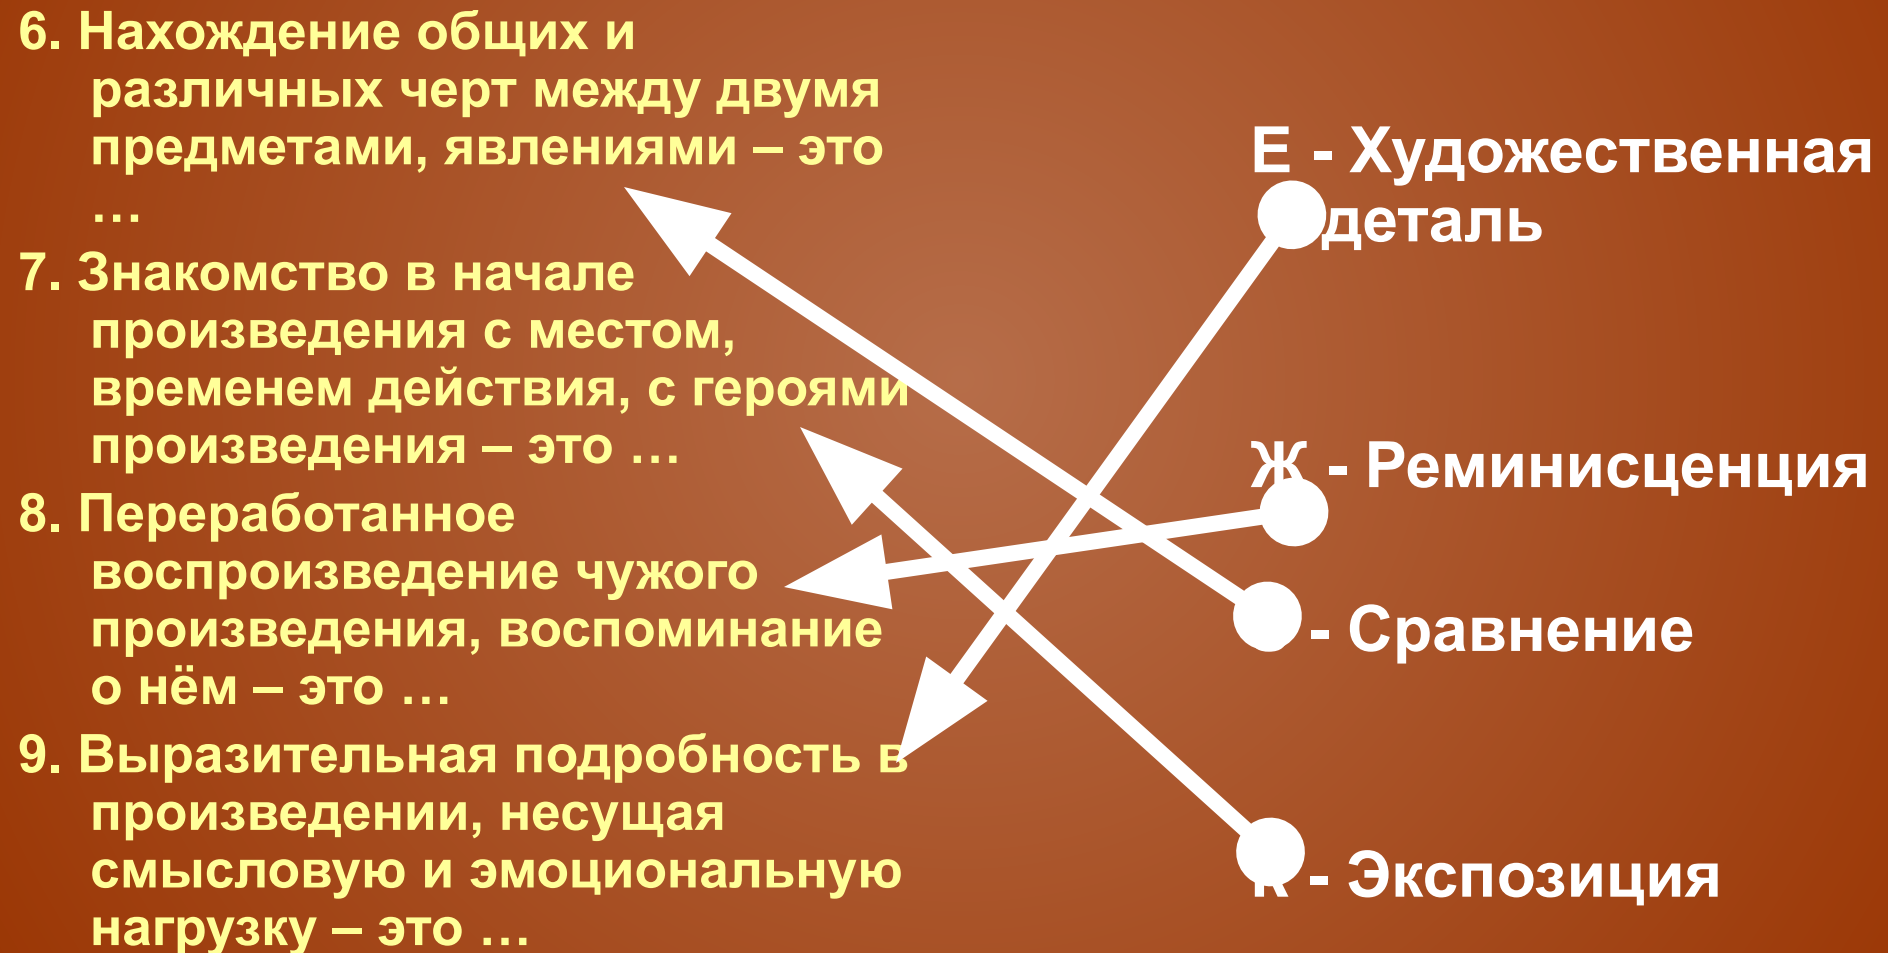 6. Нахождение общих и
различных черт между двумя
предметами, явлениями – это
…
7. Знакомство в начале
произведения с местом,
временем действия, с героями
произведения – это …
8. Переработанное
воспроизведение чужого
произведения, воспоминание
о нём – это …
9. Выразительная подробность в
произведении, несущая
смысловую и эмоциональную
нагрузку – это …
Е - Художественная
деталь
Ж - Реминисценция
- Сравнение
К - Экспозиция